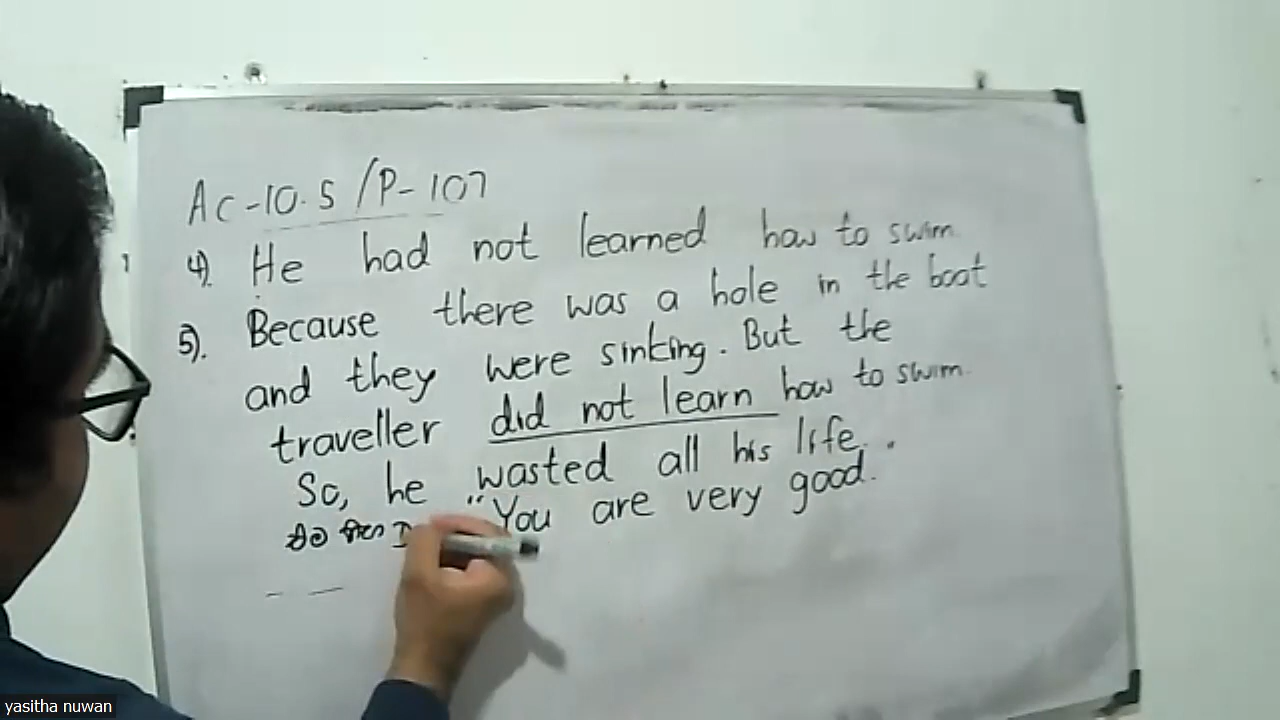 Ac-10.5/P-107
4). He had not learned how to swim
5). Because there was a hole in the boat
and they were sinking. But the
traveller did not learn how to swim.
So, he wasted all his life.
"You are very good.
yasitha nuwan